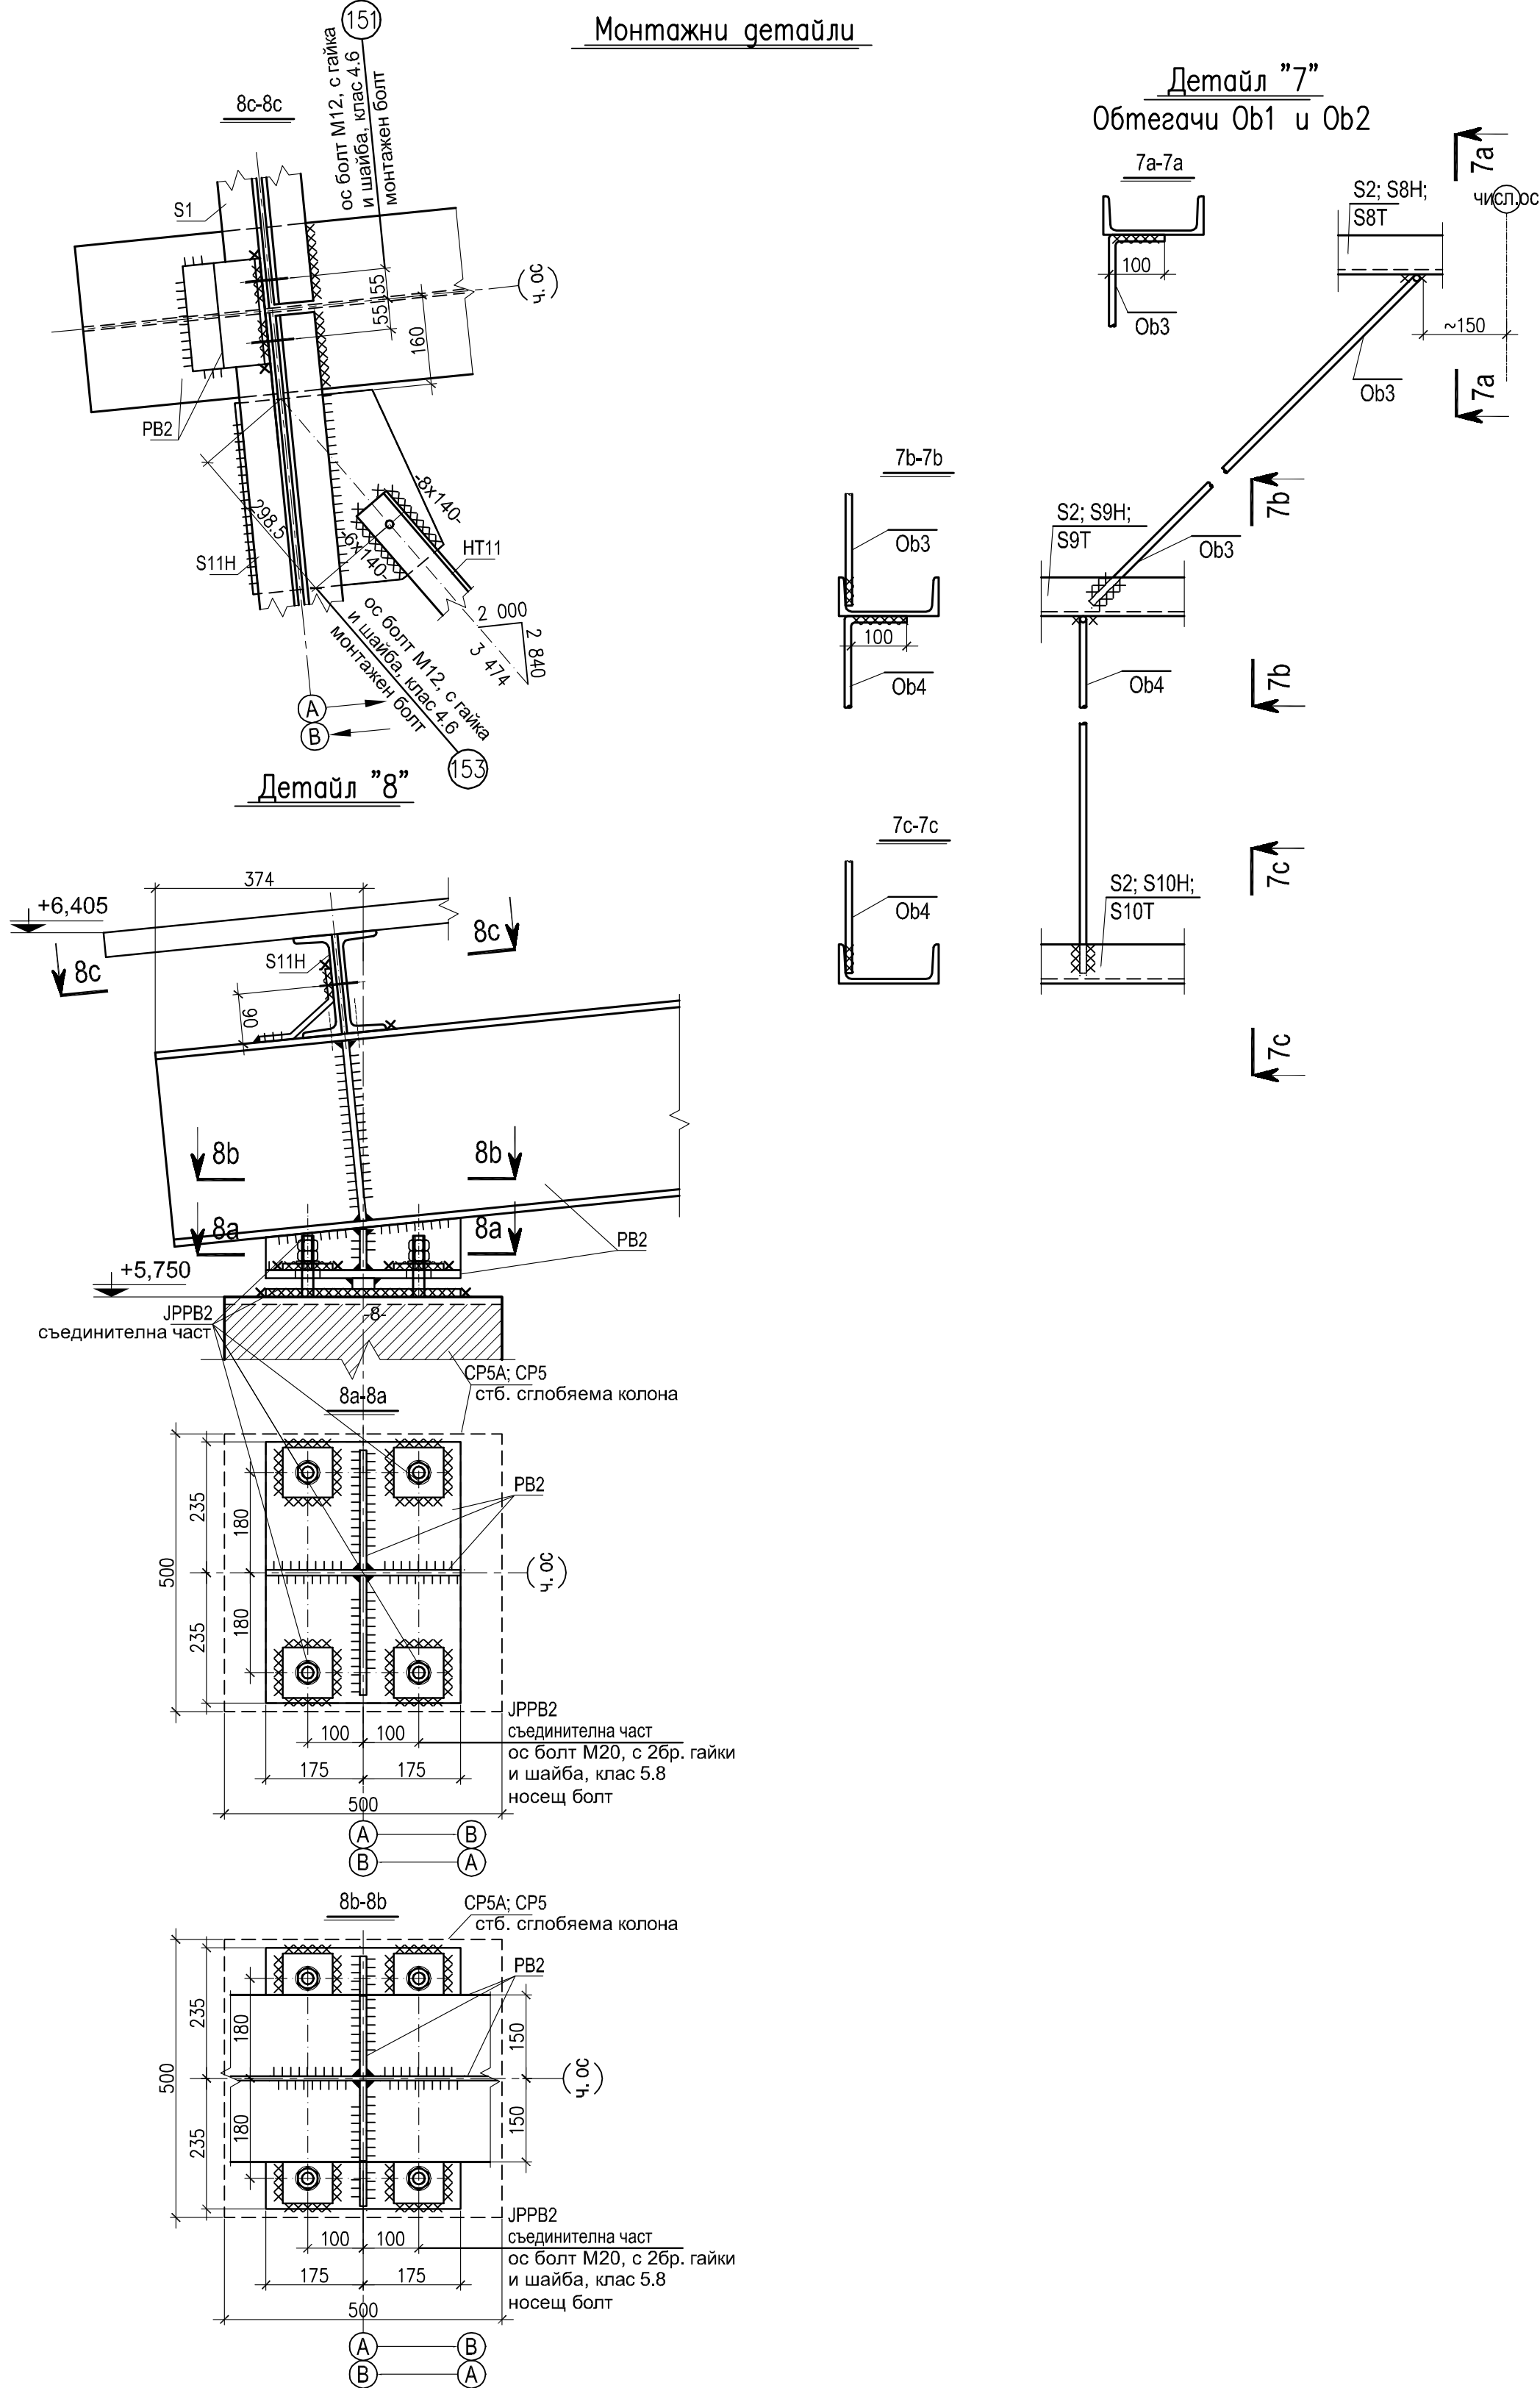 Монтажни детайли
8c-8c
151
ос болт M12, с гайка
и шайба, клас 4.6
монтажен болт
S1
55
55
160
(ч. ос)
PB2
298.5
S11H
-8x140-
-6x140-
HT11
2 000
2 840
3 474
ос болт M12, с гайка
и шайба, клас 4.6
монтажен болт
153
A
B
Детайл "7"
Обтегачи Ob1 и Ob2
7a-7a
100
Ob3
S2; S8H;
S8T
числ.ос
7a
~150
Ob3
7a
7b-7b
Ob3
100
Ob4
S2; S9H;
S9T
Ob3
7b
Ob4
7b
7c-7c
Ob4
S2; S10H;
S10T
7c
7c
Детайл "8"
374
+6,405
8c
8c
S11H
90
8b
8b
8a
8a
PB2
+5,750
JPPB2
съединителна част
-8-
CP5A; CP5
стб. сглобяема колона
8a-8a
PB2
235
180
500
235
180
(ч. ос)
JPPB2
съединителна част
ос болт M20, с 2бр. гайки
и шайба, клас 5.8
носещ болт
100
100
175
175
500
A
B
B
A
8b-8b
CP5A; CP5
стб. сглобяема колона
PB2
235
180
150
500
235
180
150
(ч. ос)
JPPB2
съединителна част
ос болт M20, с 2бр. гайки
и шайба, клас 5.8
носещ болт
100
100
175
175
500
A
B
B
A